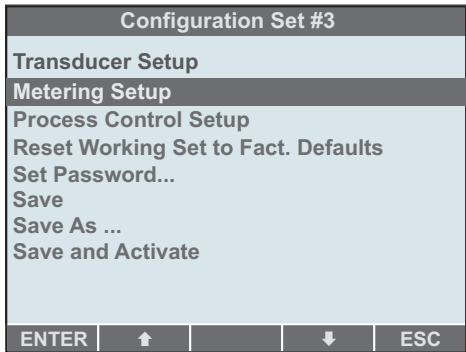 Configuration Set #3
Transducer Setup
Metering Setup
Process Control Setup
Reset Working Set to Fact. Defaults
Set Password...
Save
Save As ...
Save and Activate
ENTER ESC